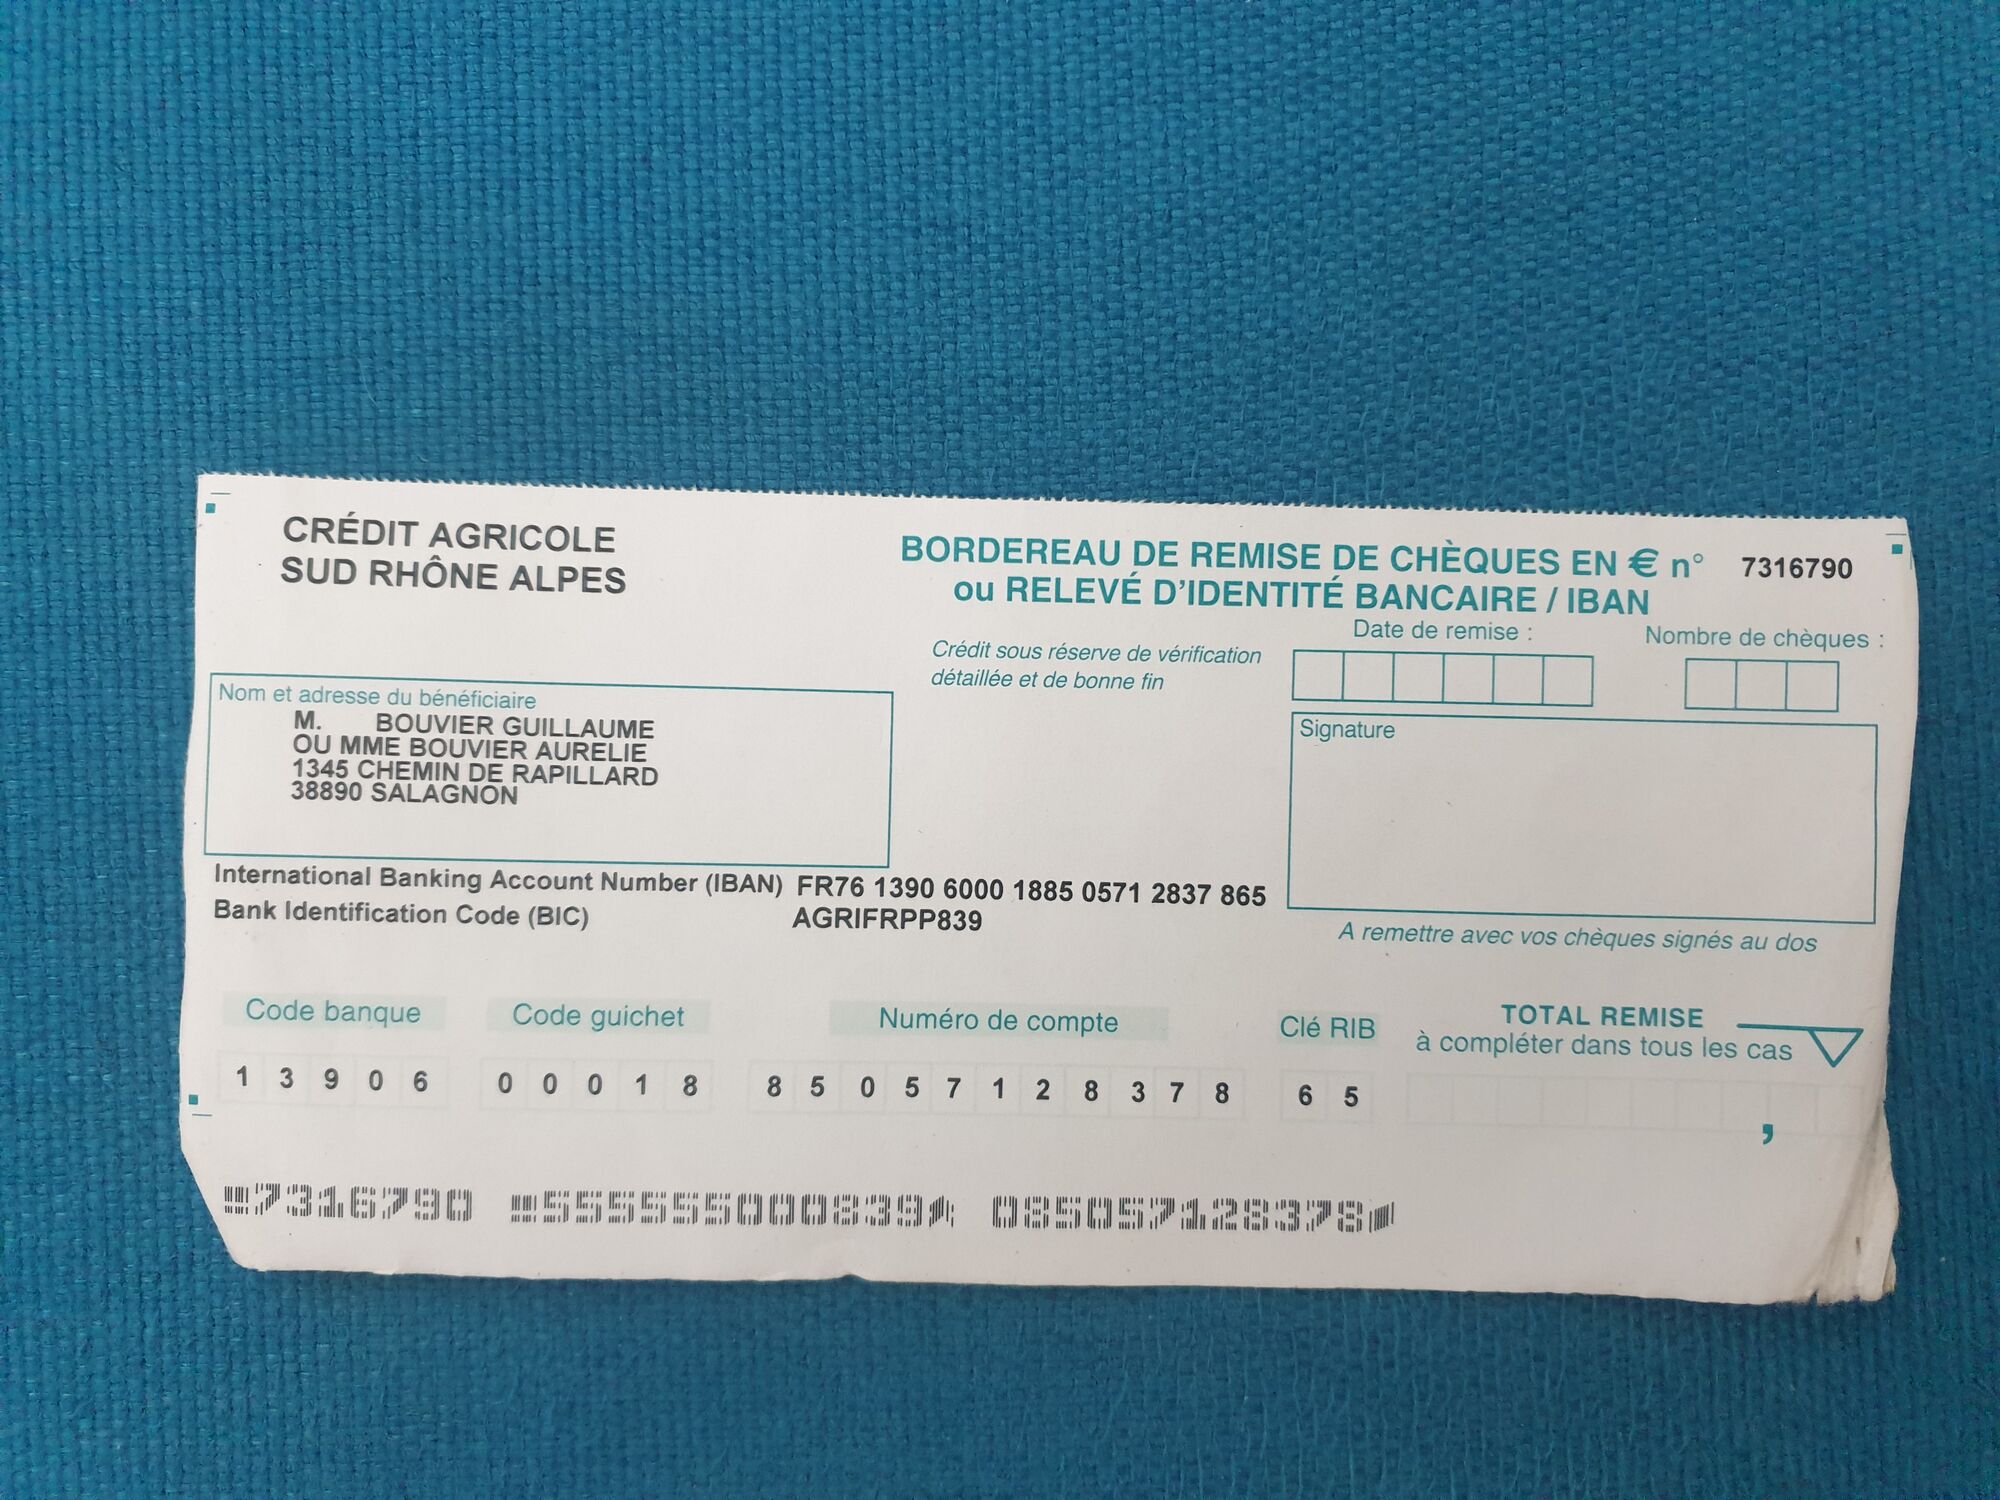 CRÉDIT AGRICOLE
SUD RHÔNE ALPES
BORDEREAU DE REMISE DE CHÈQUES EN € n° 7316790
ou RELEVÉ D'IDENTITÉ BANCAIRE / IBAN
Crédit sous réserve de vérification
détaillée et de bonne fin
Date de remise :
Nombre de chèques :
Nom et adresse du bénéficiaire
M. BOUVIER GUILLAUME
OU MME BOUVIER AURELIE
1345 CHEMIN DE RAPILLARD
38890 SALAGNON
Signature
International Banking Account Number (IBAN) FR76 1390 6000 1885 0571 2837 865
Bank Identification Code (BIC) AGRIFRPP839
A remettre avec vos chèques signés au dos
Code banque Code guichet Numéro de compte Clé RIB
TOTAL REMISE
à compléter dans tous les cas
1 3 9 0 6 0 0 0 1 8 8 5 0 5 7 1 2 8 3 7 8 6 5 ,
7316790 555555000839 085057128378